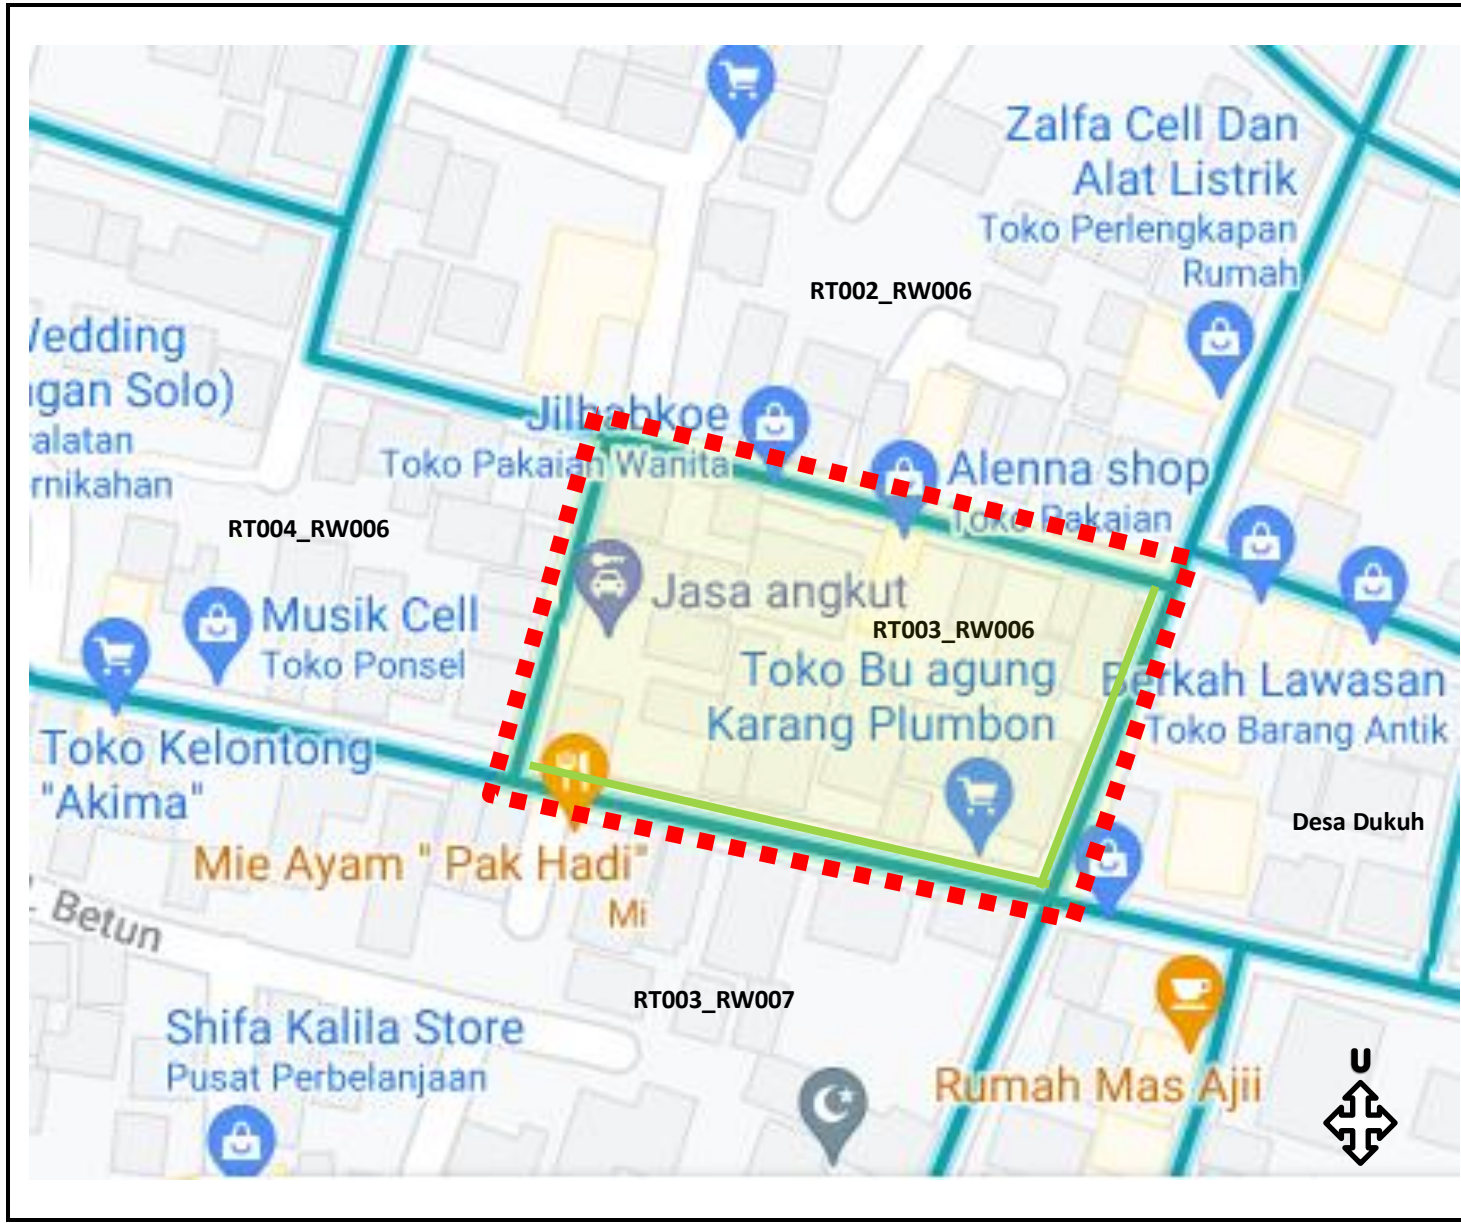 Zalfa Cell Dan
Alat Listrik
Toko Perlengkapan
Rumah
RT002_RW006
Wedding
gan Solo)
alatan
rnikahan
Jilbabkoe
Toko Pakaian Wanita
Alenna shop
Toko Pakaian
RT004_RW006
Jasa angkut
Musik Cell
Toko Ponsel
RT003_RW006
Toko Bu agung
Karang Plumbon
Berkah Lawasan
Toko Barang Antik
Toko Kelontong
"Akima"
Desa Dukuh
Mie Ayam " Pak Hadi"
Mi
Betun
RT003_RW007
Shifa Kalila Store
Pusat Perbelanjaan
Rumah Mas Ajii
U